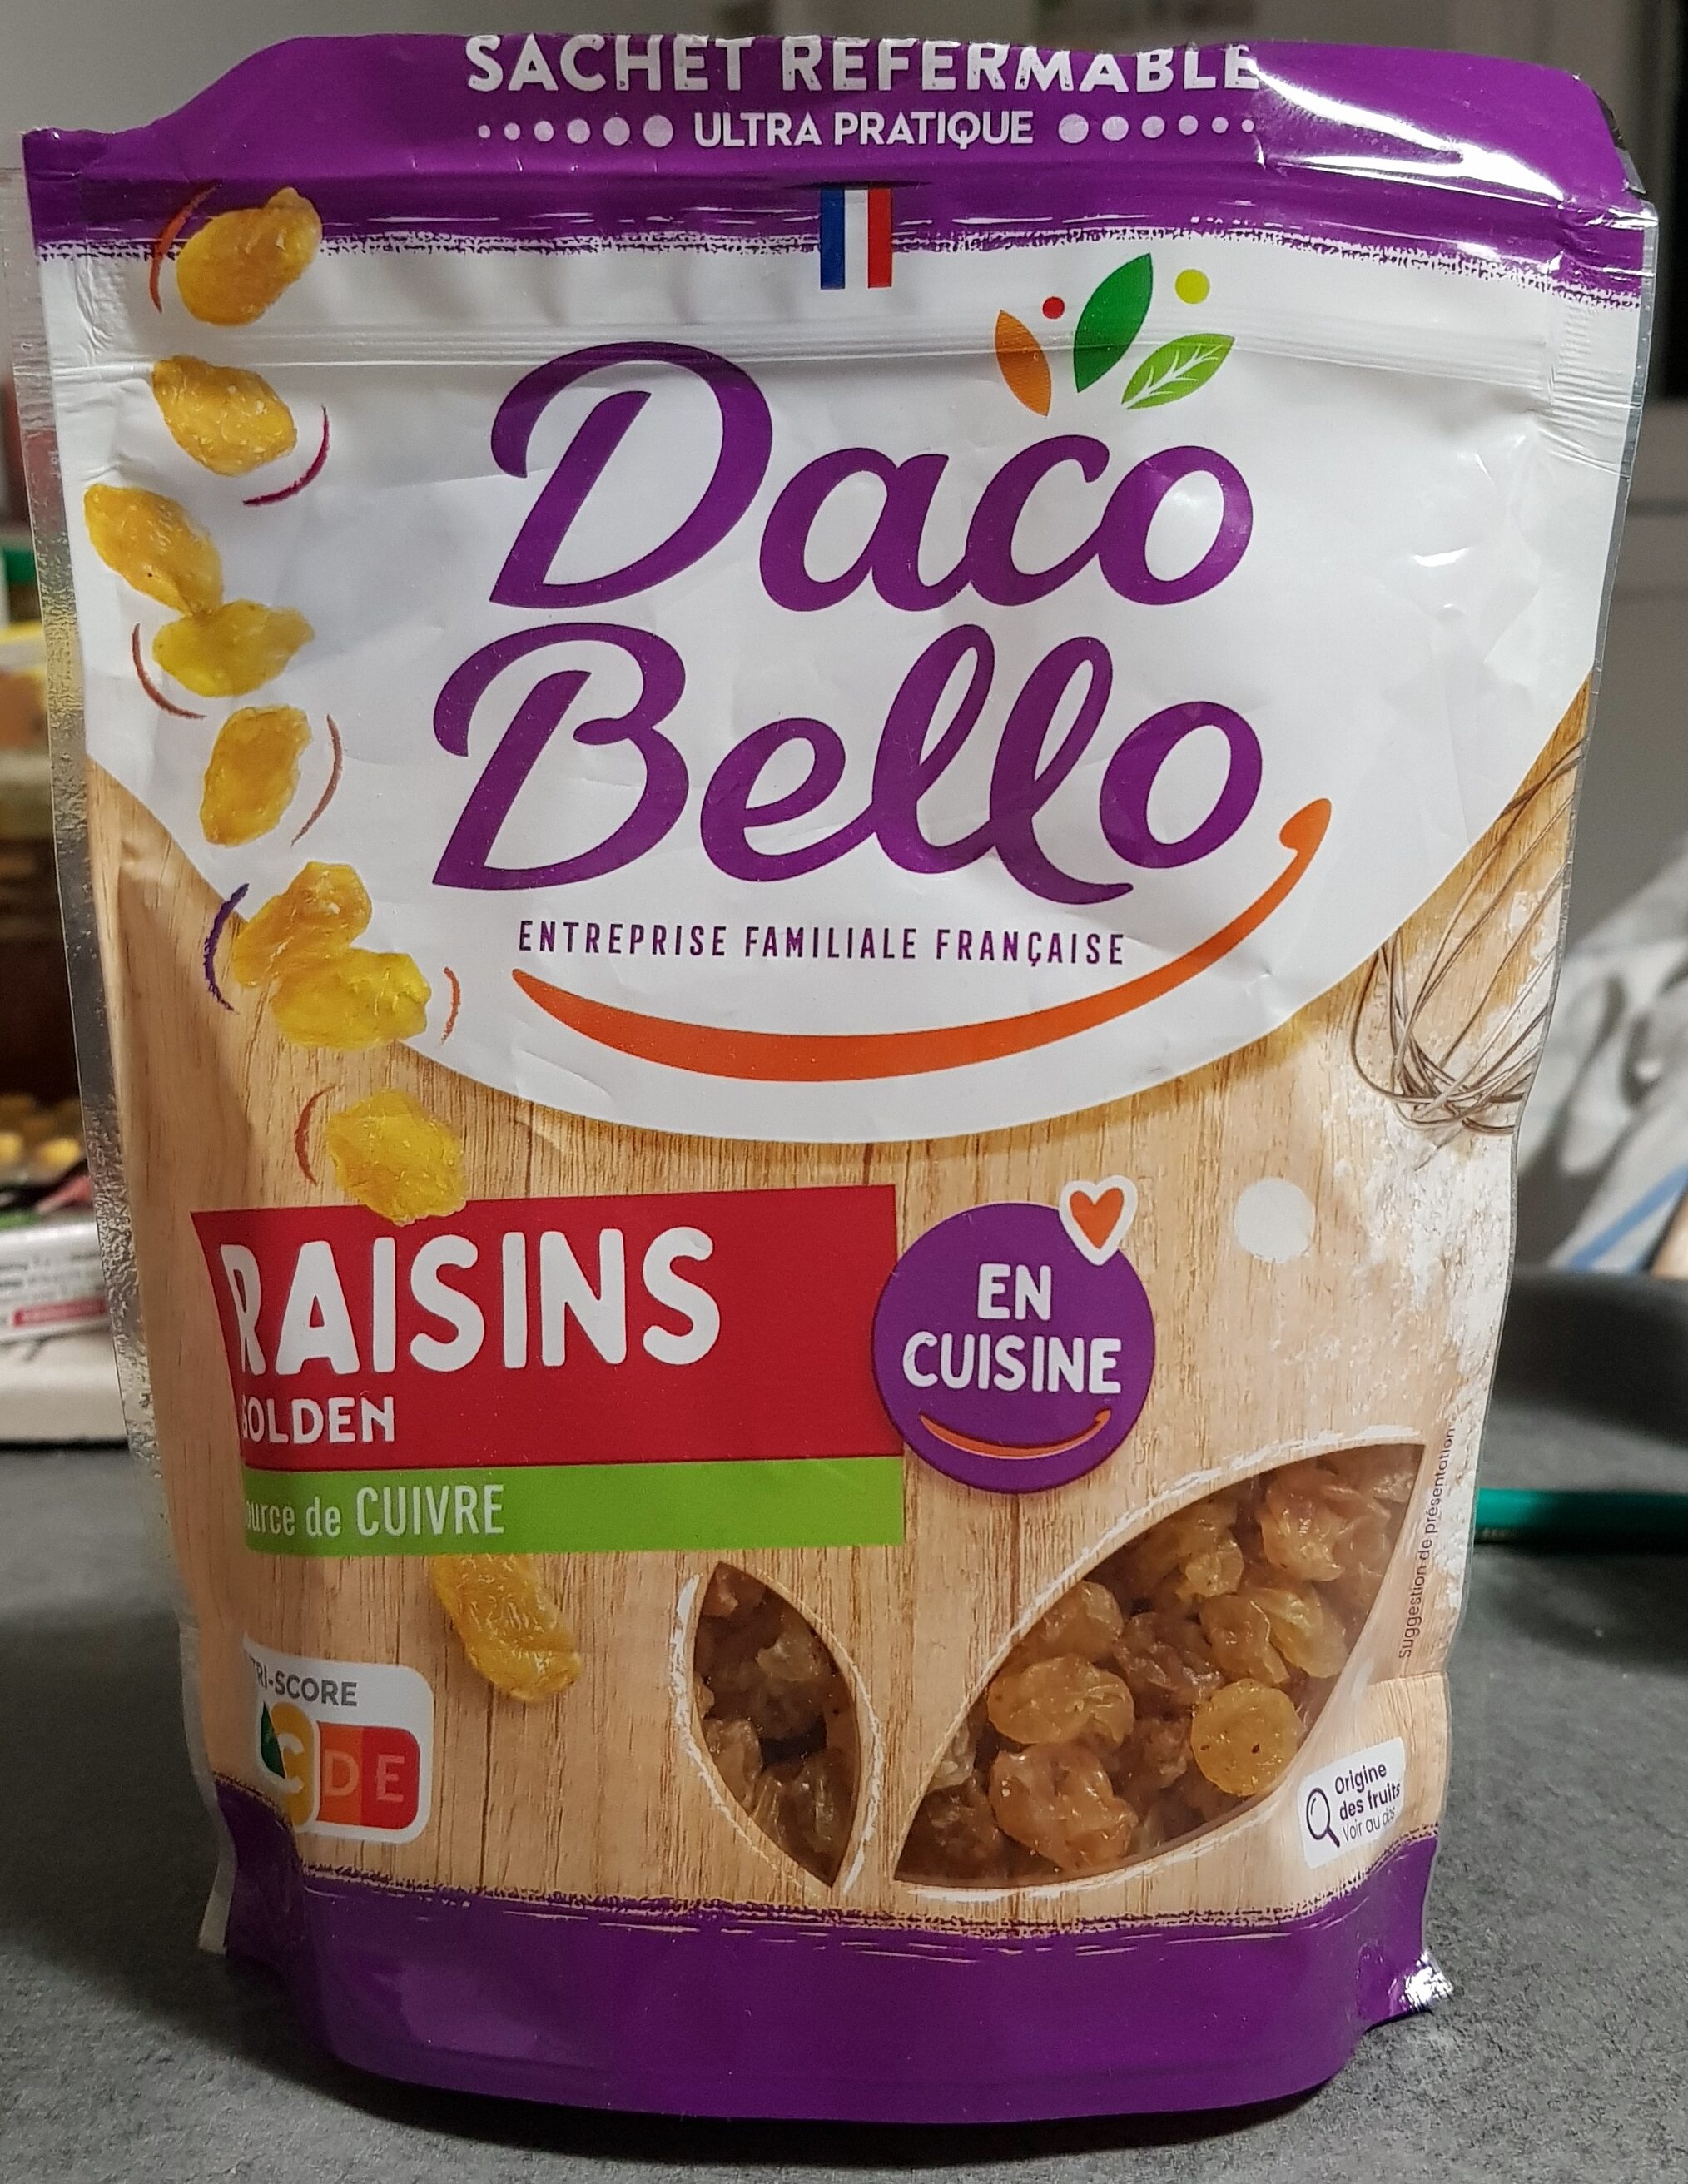 SACHET REFERMABLE
ULTRA PRATIQUE
Daco
Bello
ENTREPRISE FAMILIALE FRANÇAISE
RAISINS
GOLDEN
ource de CUIVRE
EN
CUISINE
TRI-SCORE
C D E
Suggestion de présentation
Origine
des fruits
Voir au dos